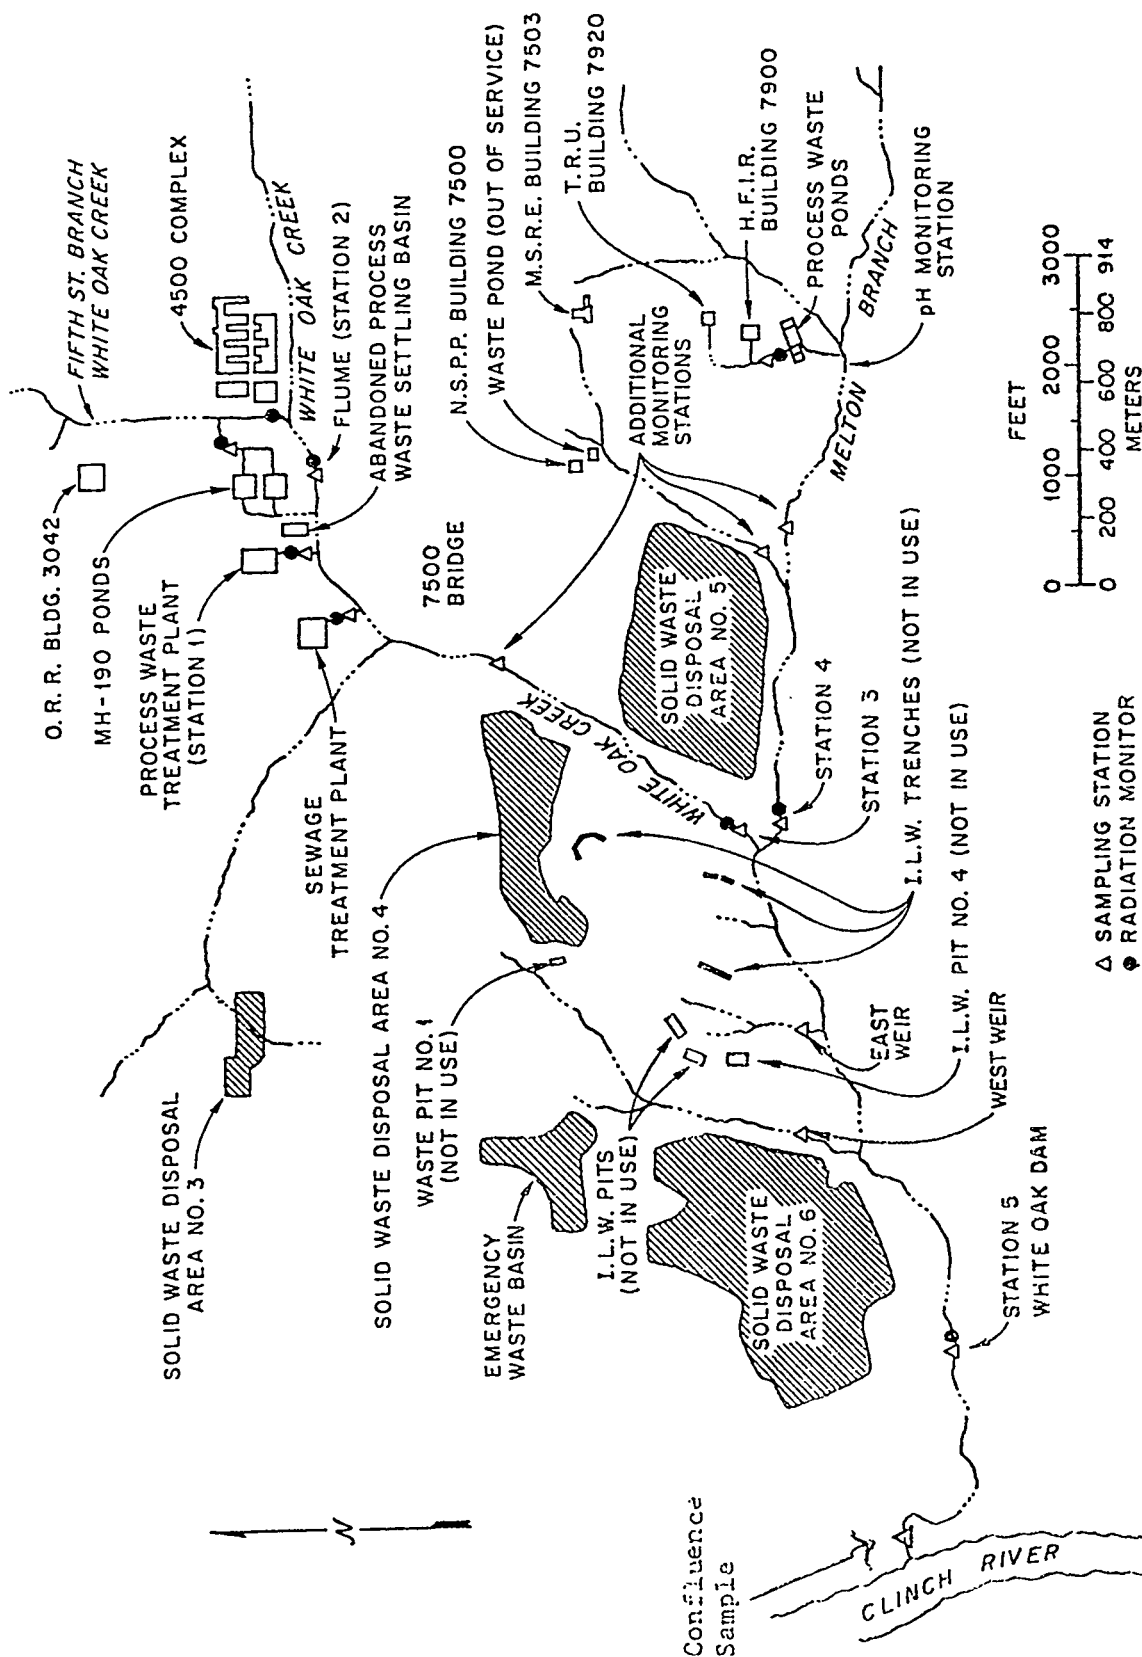 O.R.R. BLDG. 3042
MH-190 PONDS
PROCESS WASTE
TREATMENT PLANT
(STATION 1)
SEWAGE
TREATMENT PLANT
SOLID WASTE DISPOSAL
AREA NO. 3
SOLID WASTE DISPOSAL AREA NO. 4
WASTE PIT NO. 1
(NOT IN USE)
EMERGENCY
WASTE BASIN
I.L.W. PITS
(NOT IN USE)
SOLID WASTE
DISPOSAL
AREA NO. 6
N
Confluence
Sample
CLINCH RIVER
FIFTH ST. BRANCH
WHITE OAK CREEK
4500 COMPLEX
WHITE OAK CREEK
FLUME (STATION 2)
ABANDONED PROCESS
WASTE SETTLING BASIN
7500
BRIDGE
N.S.P.P. BUILDING 7500
WASTE POND (OUT OF SERVICE)
M.S.R.E. BUILDING 7503
T.R.U.
BUILDING 7920
ADDITIONAL
MONITORING
STATIONS
H.F.I.R.
BUILDING 7900
PROCESS WASTE
PONDS
pH MONITORING
STATION
MELTON BRANCH
SOLID WASTE
DISPOSAL
AREA NO. 5
WHITE OAK CREEK
STATION 4
STATION 3
I.L.W. TRENCHES (NOT IN USE)
I.L.W. PIT NO. 4 (NOT IN USE)
EAST
WEIR
WEST WEIR
STATION 5
WHITE OAK DAM
FEET
0 1000 2000 3000
0 200 400 600 800 914
METERS
SAMPLING STATION
RADIATION MONITOR